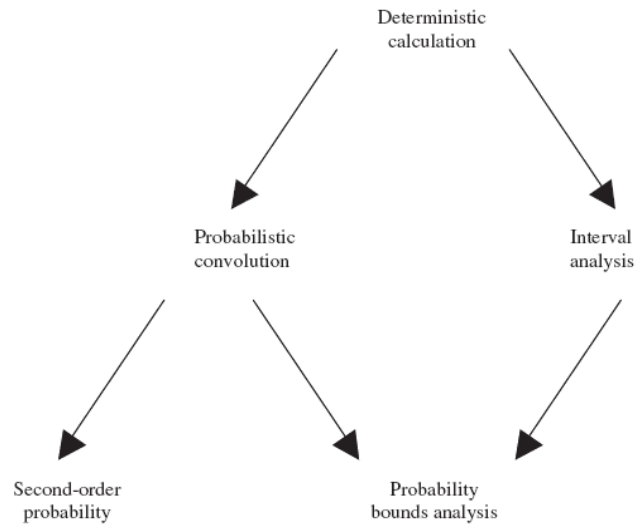 Deterministic
calculation
Probabilistic
convolution
Interval
analysis
Second-order
probability
Probability
bounds analysis